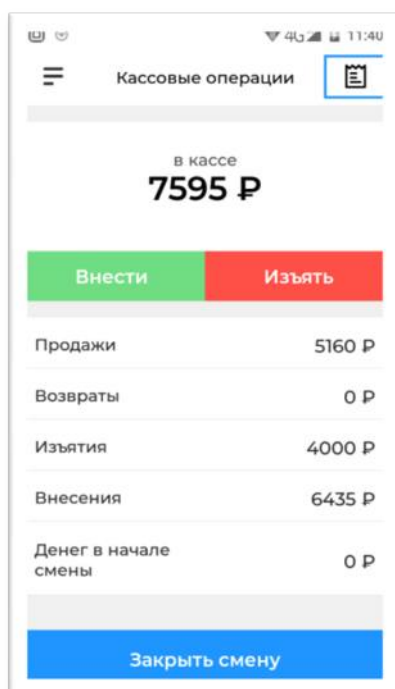 4G 11:40
Кассовые операции
в кассе
7595 ₽
Внести Изъять
Продажи 5160 ₽
Возвраты 0 ₽
Изъятия 4000 ₽
Внесения 6435 ₽
Денег в начале
смены 0 ₽
Закрыть смену